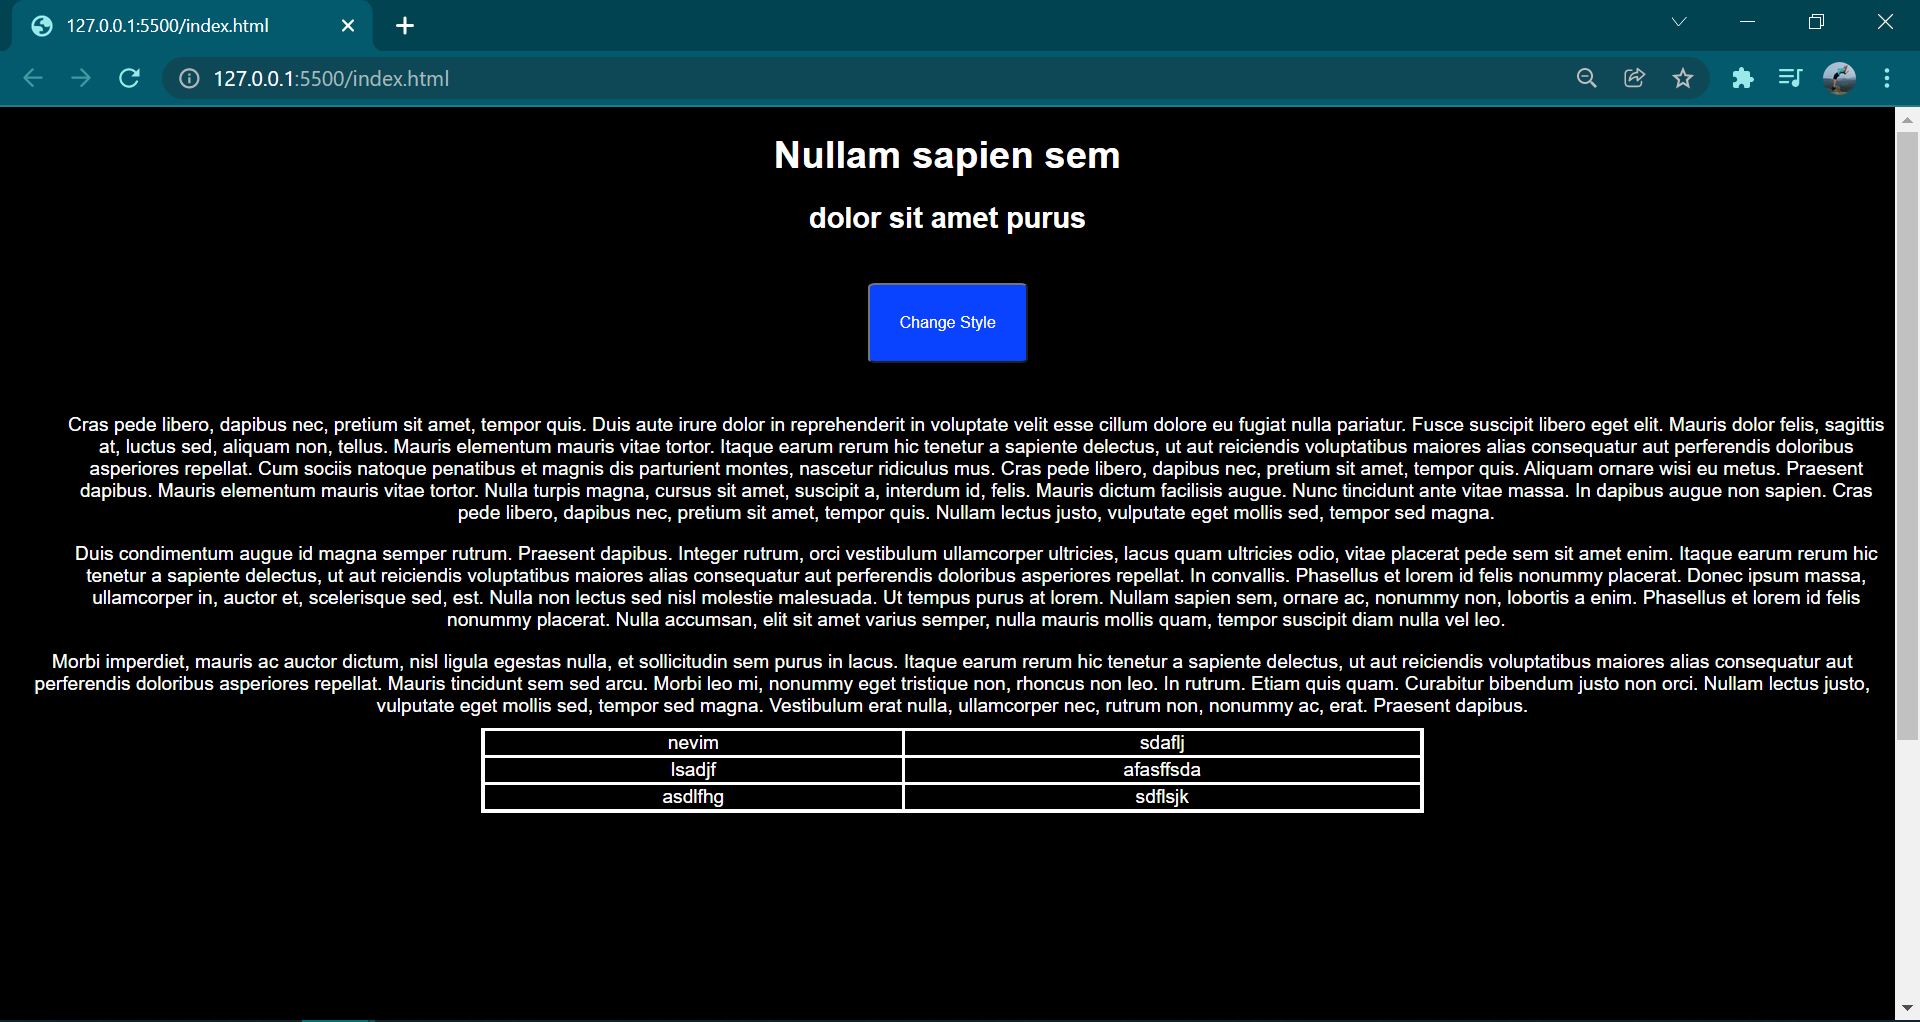 127.0.0.1:5500/index.html
127.0.0.1:5500/index.html
Nullam sapien sem
dolor sit amet purus
Change Style
Cras pede libero, dapibus nec, pretium sit amet, tempor quis. Duis aute irure dolor in reprehenderit in voluptate velit esse cillum dolore eu fugiat nulla pariatur. Fusce suscipit libero eget elit. Mauris dolor felis, sagittis
at, luctus sed, aliquam non, tellus. Mauris elementum mauris vitae tortor. Itaque earum rerum hic tenetur a sapiente delectus, ut aut reiciendis voluptatibus maiores alias consequatur aut perferendis doloribus
asperiores repellat. Cum sociis natoque penatibus et magnis dis parturient montes, nascetur ridiculus mus. Cras pede libero, dapibus nec, pretium sit amet, tempor quis. Aliquam ornare wisi eu metus. Praesent
dapibus. Mauris elementum mauris vitae tortor. Nulla turpis magna, cursus sit amet, suscipit a, interdum id, felis. Mauris dictum facilisis augue. Nunc tincidunt ante vitae massa. In dapibus augue non sapien. Cras
pede libero, dapibus nec, pretium sit amet, tempor quis. Nullam lectus justo, vulputate eget mollis sed, tempor sed magna.
Duis condimentum augue id magna semper rutrum. Praesent dapibus. Integer rutrum, orci vestibulum ullamcorper ultricies, lacus quam ultricies odio, vitae placerat pede sem sit amet enim. Itaque earum rerum hic
tenetur a sapiente delectus, ut aut reiciendis voluptatibus maiores alias consequatur aut perferendis doloribus asperiores repellat. In convallis. Phasellus et lorem id felis nonummy placerat. Donec ipsum massa,
ullamcorper in, auctor et, scelerisque sed, est. Nulla non lectus sed nisl molestie malesuada. Ut tempus purus at lorem. Nullam sapien sem, ornare ac, nonummy non, lobortis a enim. Phasellus et lorem id felis
nonummy placerat. Nulla accumsan, elit sit amet varius semper, nulla mauris mollis quam, tempor suscipit diam nulla vel leo.
Morbi imperdiet, mauris ac auctor dictum, nisl ligula egestas nulla, et sollicitudin sem purus in lacus. Itaque earum rerum hic tenetur a sapiente delectus, ut aut reiciendis voluptatibus maiores alias consequatur aut
perferendis doloribus asperiores repellat. Mauris tincidunt sem sed arcu. Morbi leo mi, nonummy eget tristique non, rhoncus non leo. In rutrum. Etiam quis quam. Curabitur bibendum justo non orci. Nullam lectus justo,
vulputate eget mollis sed, tempor sed magna. Vestibulum erat nulla, ullamcorper nec, rutrum non, nonummy ac, erat. Praesent dapibus.
nevim sdaflj
lsadjf afasffsda
asdlfhg sdflsjk